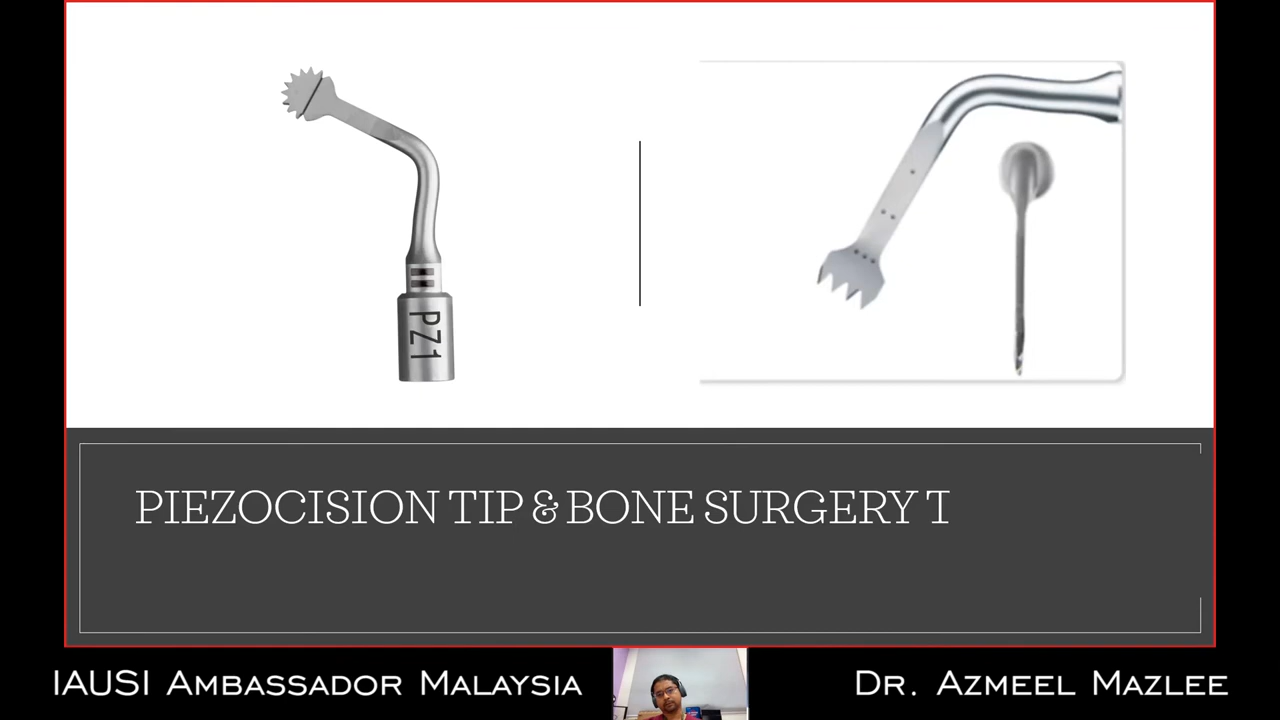 PZ1
PIEZOCISION TIP & BONE SURGERY T
IAUSI Ambassador Malaysia
Dr. Azmeel Mazlee